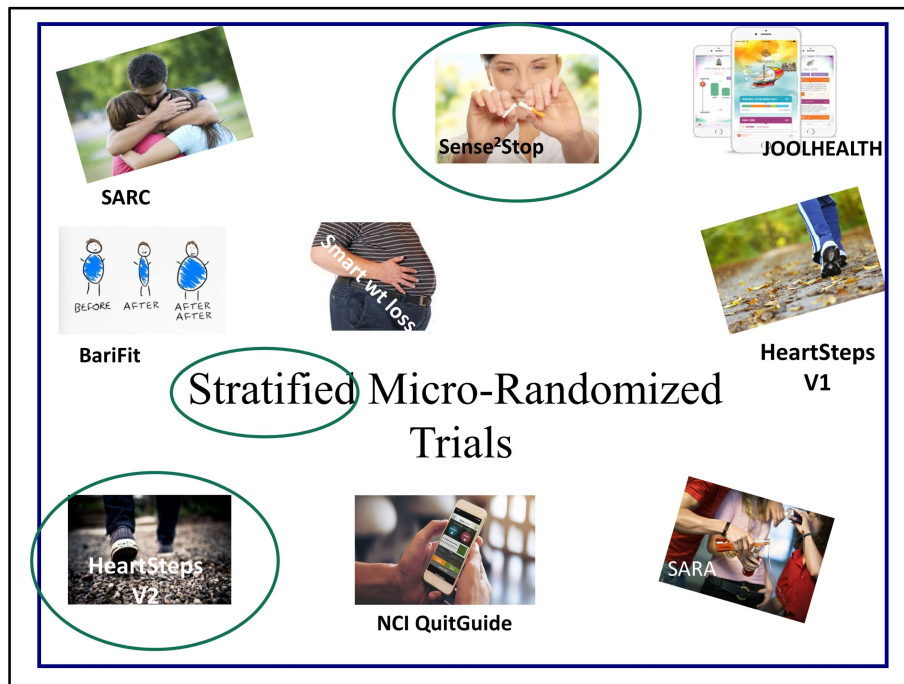 Sense²Stop
JOOLHEALTH
SARC
Smart wt loss
BEFORE AFTER AFTER
AFTER
BariFit
HeartSteps
V1
Stratified Micro-Randomized
Trials
HeartSteps
V2
SARA
NCI QuitGuide